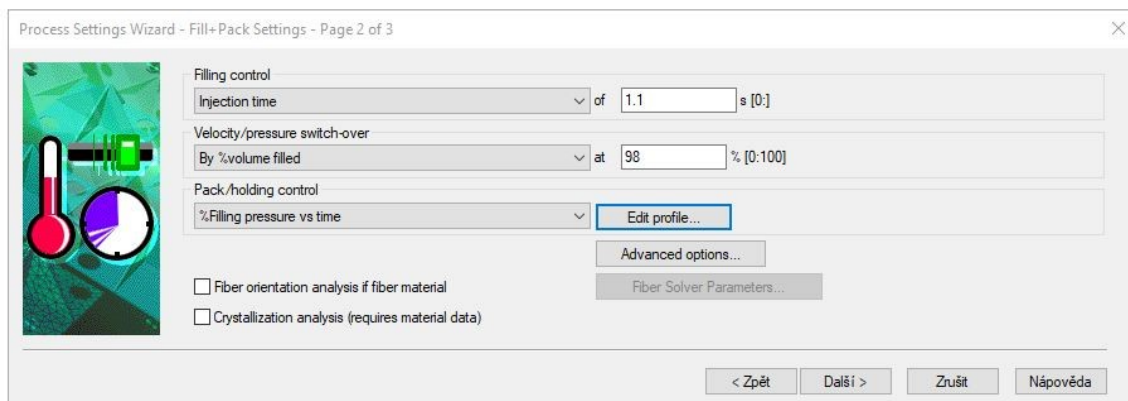 Process Settings Wizard - Fill+Pack Settings - Page 2 of 3
Filling control
Injection time of 1.1 s [0:]
Velocity/pressure switch-over
By %volume filled at 98 % [0:100]
Pack/holding control
%Filling pressure vs time Edit profile...
Advanced options...
Fiber orientation analysis if fiber material Fiber Solver Parameters...
Crystallization analysis (requires material data)
< Zpět Další > Zrušit Nápověda